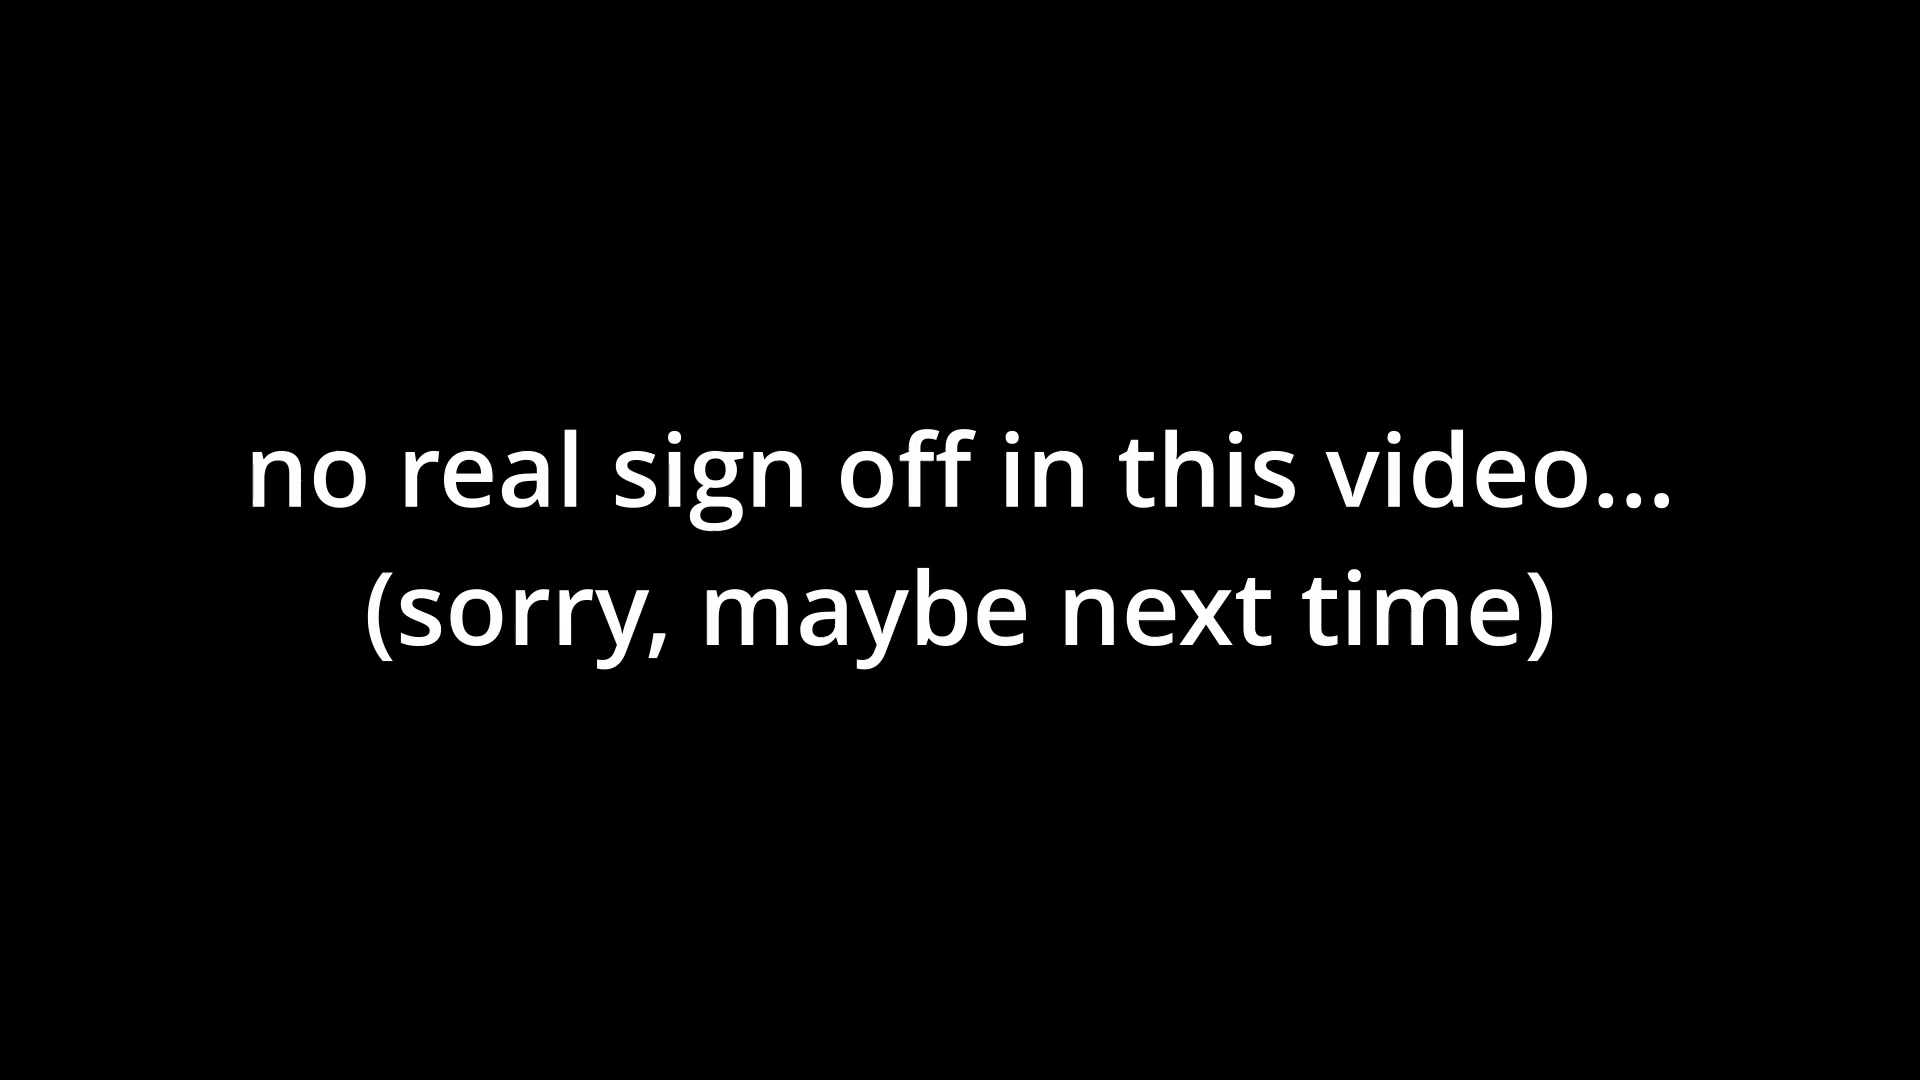 no real sign off in this video...
(sorry, maybe next time)